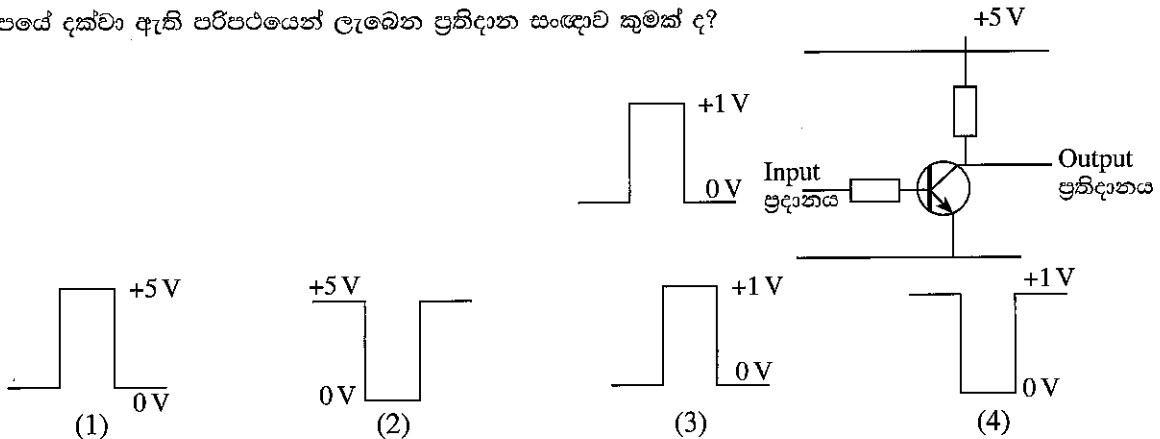 දක්වා ඇති පරිපථයෙන් ලැබෙන ප්‍රතිදාන සංඥාව කුමක් ද?
+5 V
+1 V
0 V
Input
ප්‍රදානය
Output
ප්‍රතිදානය
+5 V
0 V
(1)
+5 V
0 V
(2)
+1 V
0 V
(3)
+1 V
0 V
(4)